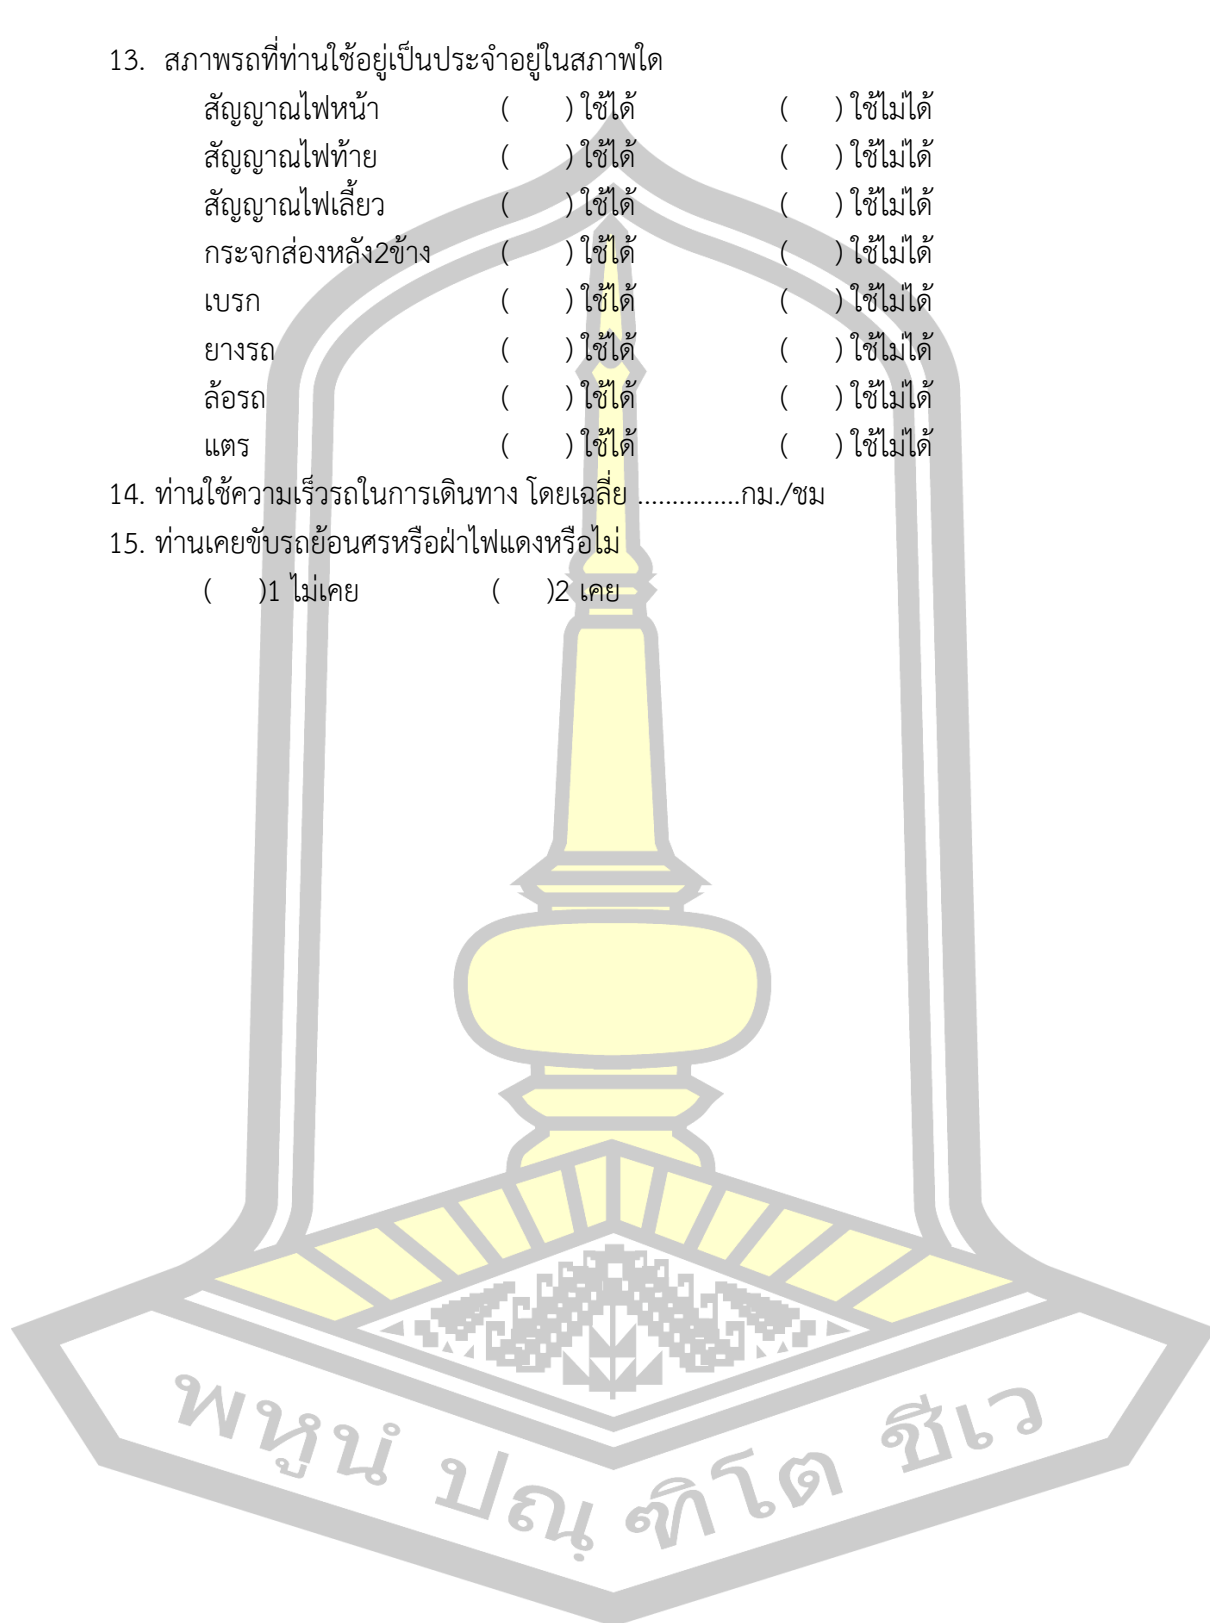 13. สภาพรถที่ท่านใช้อยู่เป็นประจำอยู่ในสภาพใด
สัญญาณไฟหน้า ( ) ใช้ได้ ( ) ใช้ไม่ได้
สัญญาณไฟท้าย ( ) ใช้ได้ ( ) ใช้ไม่ได้
สัญญาณไฟเลี้ยว ( ) ใช้ได้ ( ) ใช้ไม่ได้
กระจกส่องหลัง2ข้าง ( ) ใช้ได้ ( ) ใช้ไม่ได้
เบรก ( ) ใช้ได้ ( ) ใช้ไม่ได้
ยางรถ ( ) ใช้ได้ ( ) ใช้ไม่ได้
ล้อรถ ( ) ใช้ได้ ( ) ใช้ไม่ได้
แตร ( ) ใช้ได้ ( ) ใช้ไม่ได้
14. ท่านใช้ความเร็วรถในการเดินทาง โดยเฉลี่ย ...............กม./ชม
15. ท่านเคยขับรถย้อนศรหรือฝ่าไฟแดงหรือไม่
( )1 ไม่เคย ( )2 เคย
พหูนํ ปณฺฑิโต ชีเว